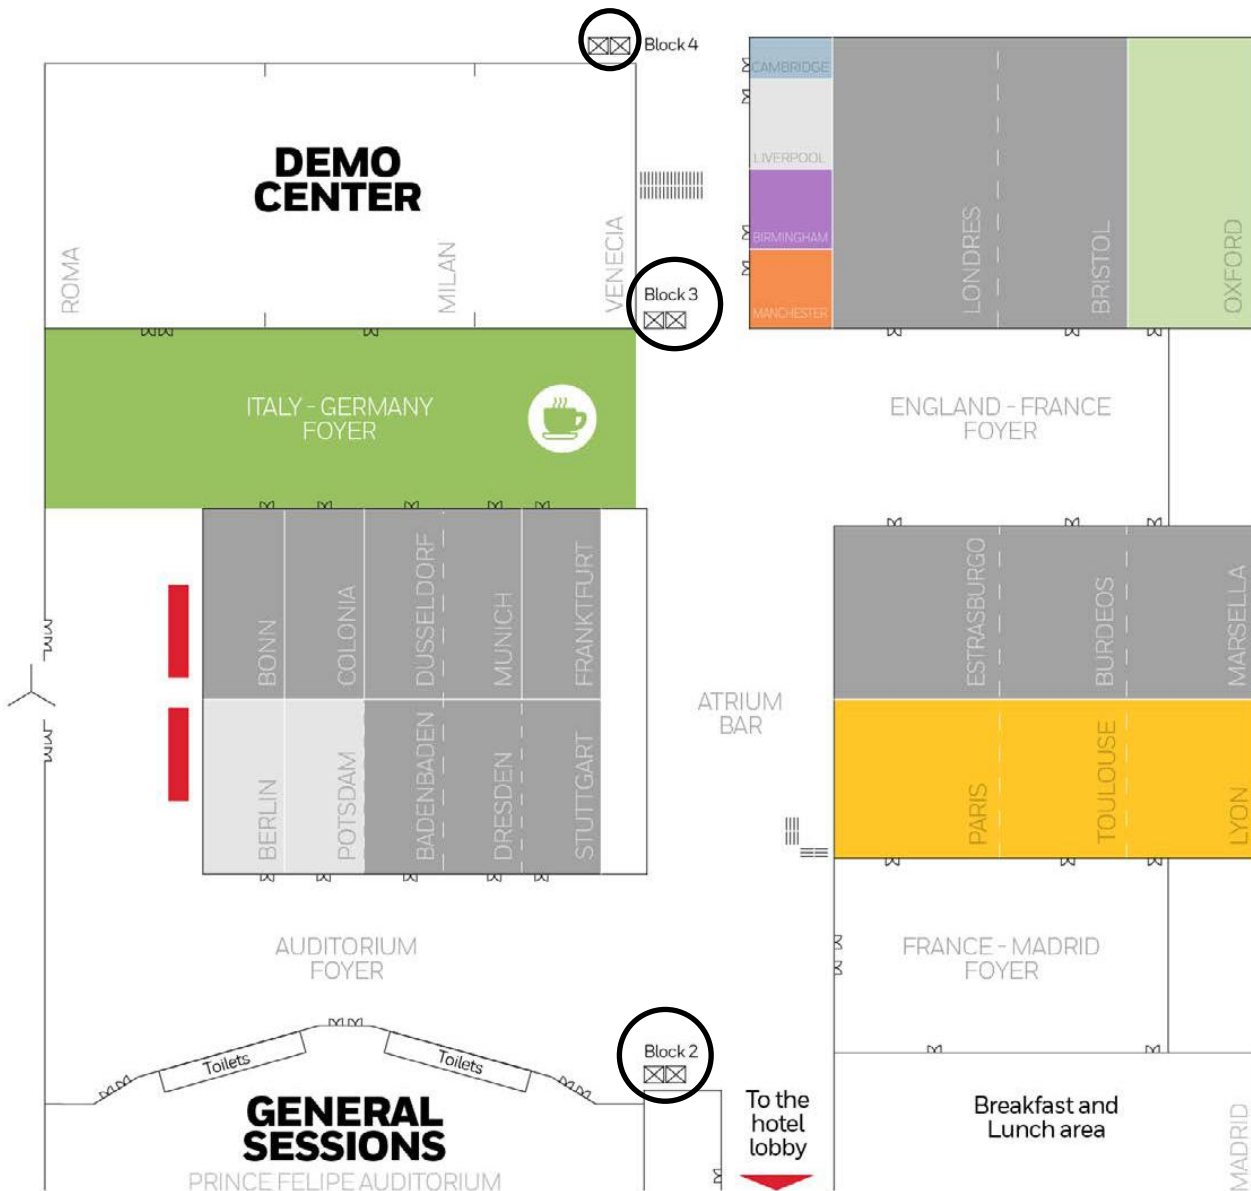 Block 4
CAMBRIDGE
LIVERPOOL
BIRMINGHAM
MANCHESTER
LONDRES
BRISTOL
OXFORD
DEMO
CENTER
ROMA
MILAN
VENECIA
Block 3
ITALY - GERMANY
FOYER
ENGLAND - FRANCE
FOYER
BONN
COLONIA
DUSSELDORF
MUNICH
FRANKTFURT
ESTRASBURGO
BURDEOS
MARSELLA
ATRIUM
BAR
BERLIN
POTSDAM
BADENBADEN
DRESDEN
STUTTGART
PARIS
TOULOUSE
LYON
AUDITORIUM
FOYER
FRANCE - MADRID
FOYER
Toilets
Toilets
Block 2
GENERAL
SESSIONS
PRINCE FELIPE AUDITORIUM
To the
hotel
lobby
Breakfast and
Lunch area
MADRID